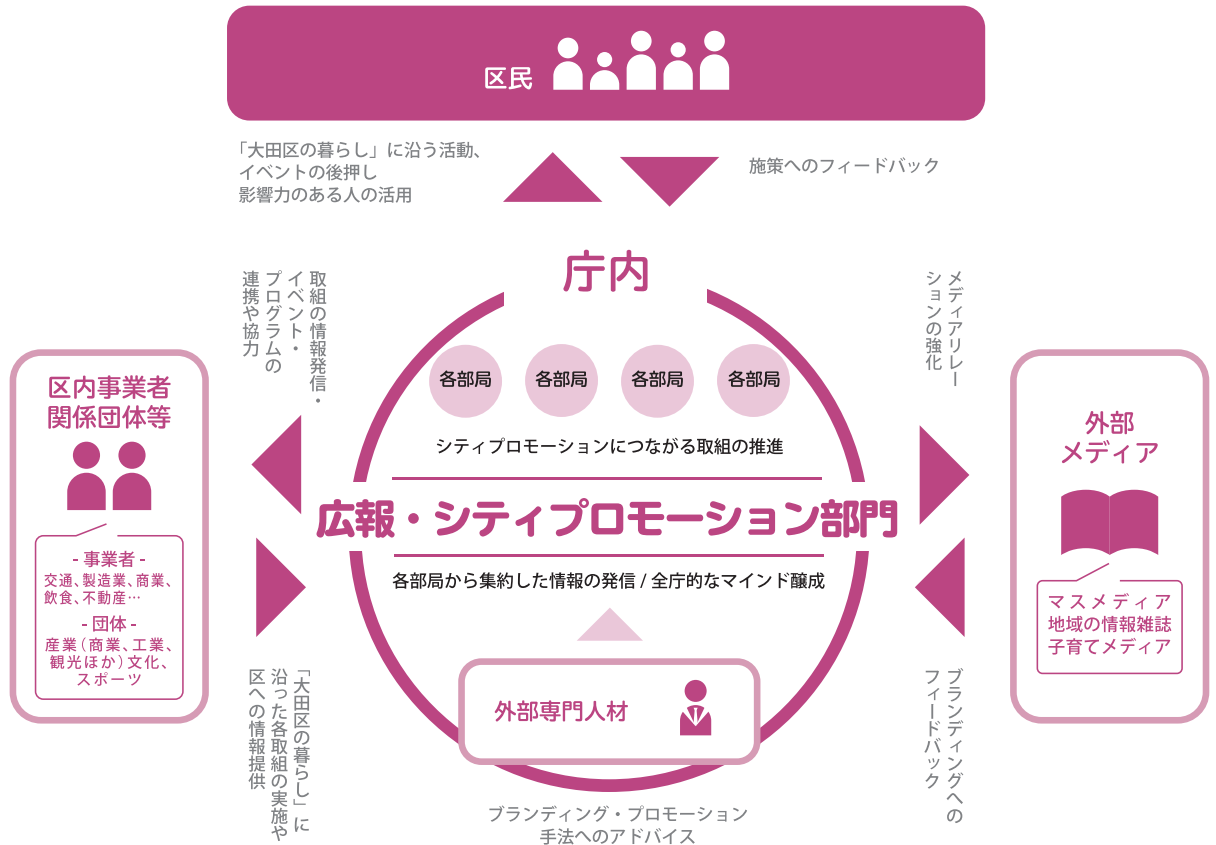 区民
「大田区の暮らし」に沿う活動、
イベントの後押し
影響力のある人の活用
施策へのフィードバック
庁内
取組の情報発信・
イベント・
プログラムの
連携や協力
メディアリレー
ションの強化
各部局
各部局
各部局
各部局
シティプロモーションにつながる取組の推進
区内事業者
関係団体等
- 事業者 -
交通、製造業、商業、
飲食、不動産…
- 団体 -
産業(商業、工業、
観光ほか)文化、
スポーツ
広報・シティプロモーション部門
各部局から集約した情報の発信 / 全庁的なマインド醸成
外部
メディア
マスメディア
地域の情報雑誌
子育てメディア
「大田区の暮らし」に
沿った各取組の実施や
区への情報提供
外部専門人材
ブランディングへの
フィードバック
ブランディング・プロモーション
手法へのアドバイス